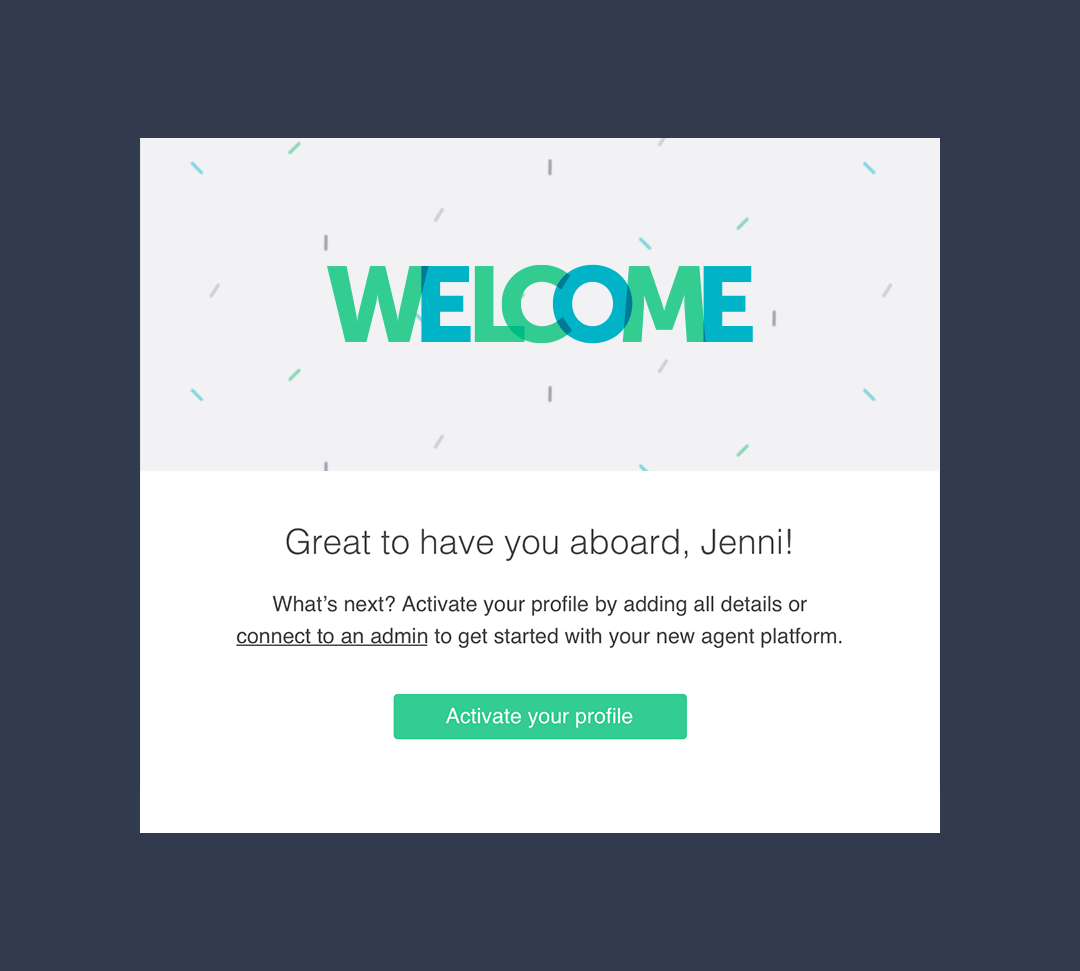 WELCOME
Great to have you aboard, Jenni!
What’s next? Activate your profile by adding all details or
connect to an admin to get started with your new agent platform.
Activate your profile